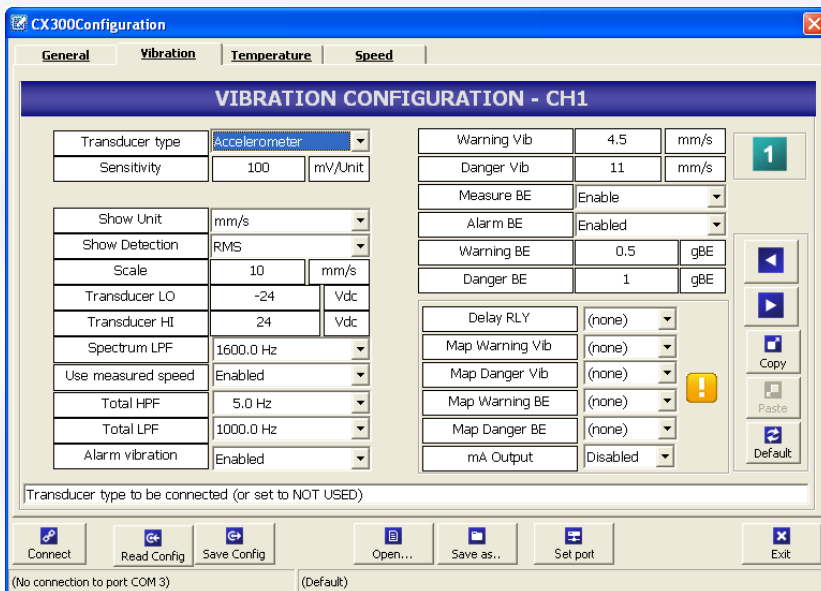 CX300Configuration
General Vibration Temperature Speed
VIBRATION CONFIGURATION - CH1
Transducer type Accelerometer
Sensitivity 100 mV/Unit
Show Unit mm/s
Show Detection RMS
Scale 10 mm/s
Transducer LO -24 Vdc
Transducer HI 24 Vdc
Spectrum LPF 1600.0 Hz
Use measured speed Enabled
Total HPF 5.0 Hz
Total LPF 1000.0 Hz
Alarm vibration Enabled
Warning Vib 4.5 mm/s
Danger Vib 11 mm/s
Measure BE Enable
Alarm BE Enabled
Warning BE 0.5 gBE
Danger BE 1 gBE
Delay RLY (none)
Map Warning Vib (none)
Map Danger Vib (none)
Map Warning BE (none)
Map Danger BE (none)
mA Output Disabled
1
Copy
Paste
Default
Transducer type to be connected (or set to NOT USED)
Connect Read Config Save Config Open... Save as.. Set port Exit
(No connection to port COM 3) (Default)